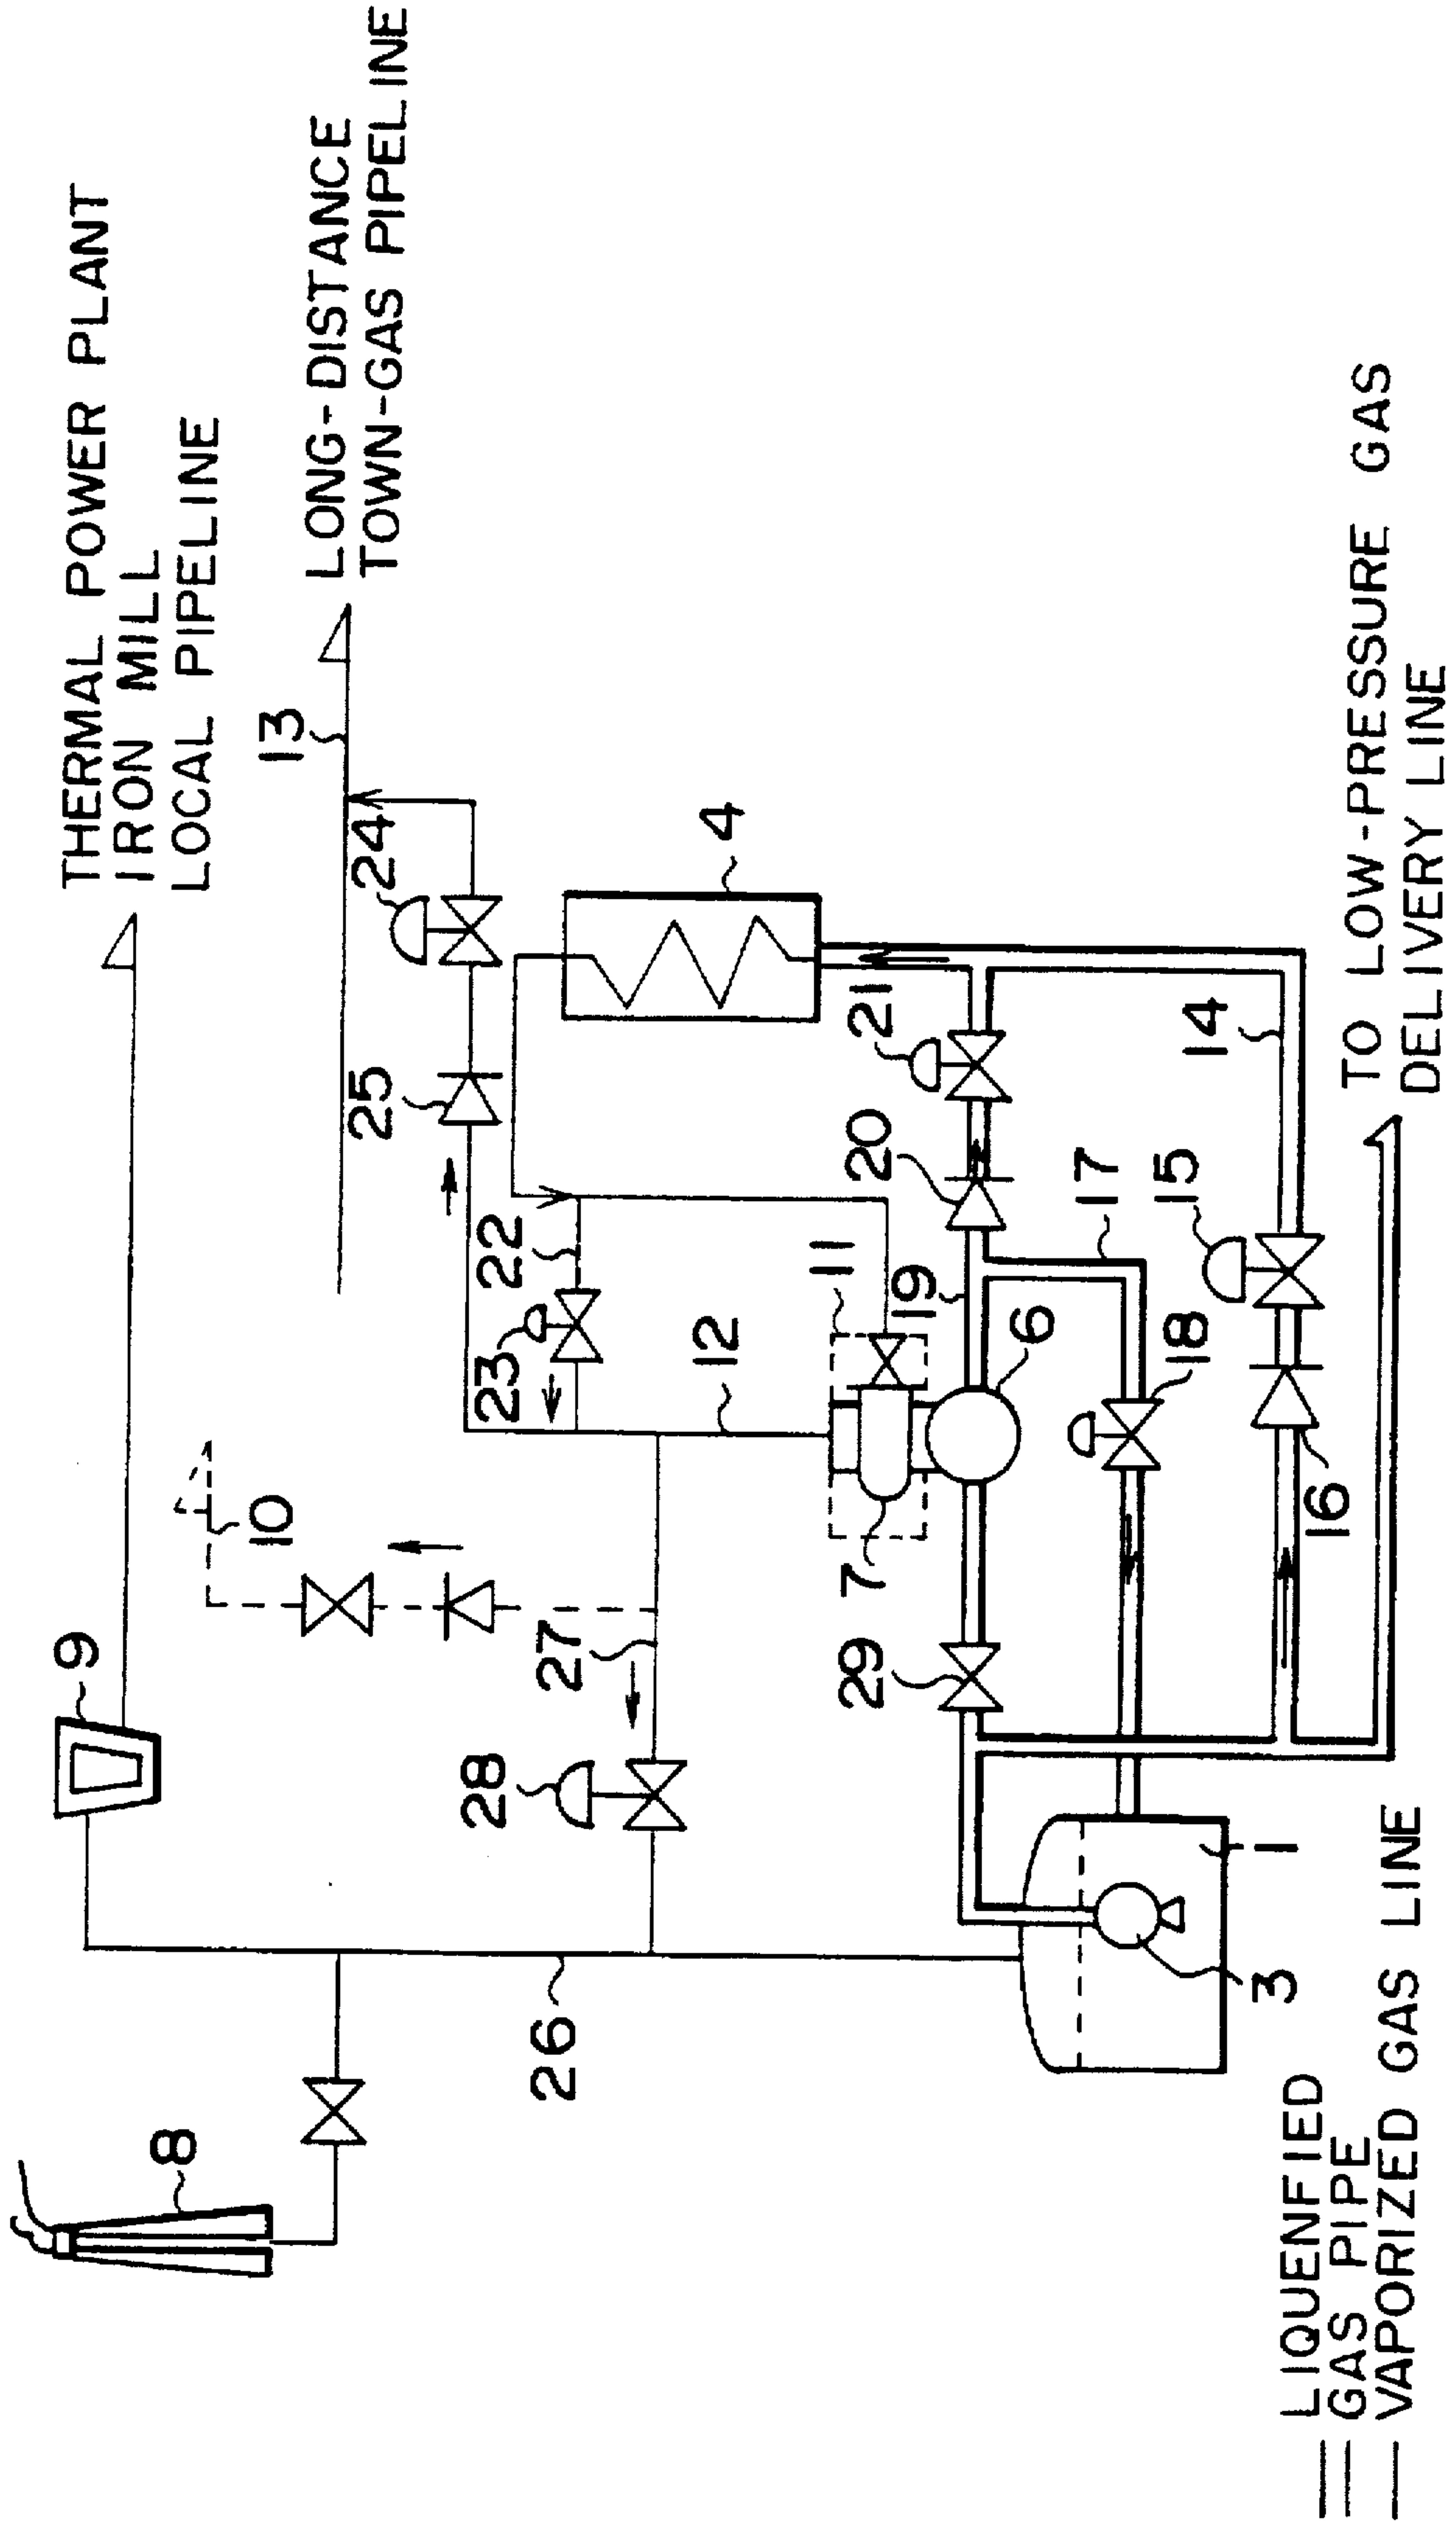 THERMAL POWER PLANT
IRON MILL
LOCAL PIPELINE
LONG-DISTANCE
TOWN-GAS PIPELINE
8
9
10
13
24
25
28
27
23
22
26
12
4
11
21
20
7
29
19
6
17
14
18
15
16
1
3
TO LOW-PRESSURE GAS
DELIVERY LINE
LIQUENFIED
GAS PIPE
VAPORIZED GAS LINE